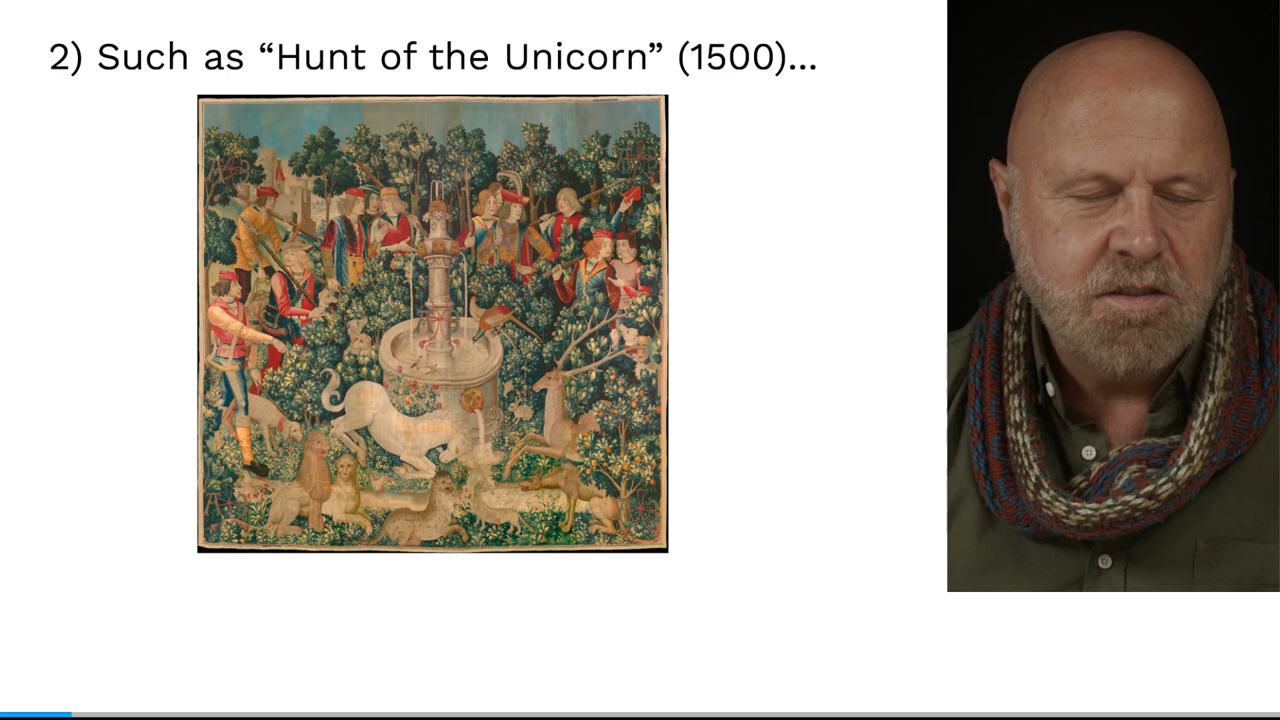 2) Such as “Hunt of the Unicorn” (1500)...